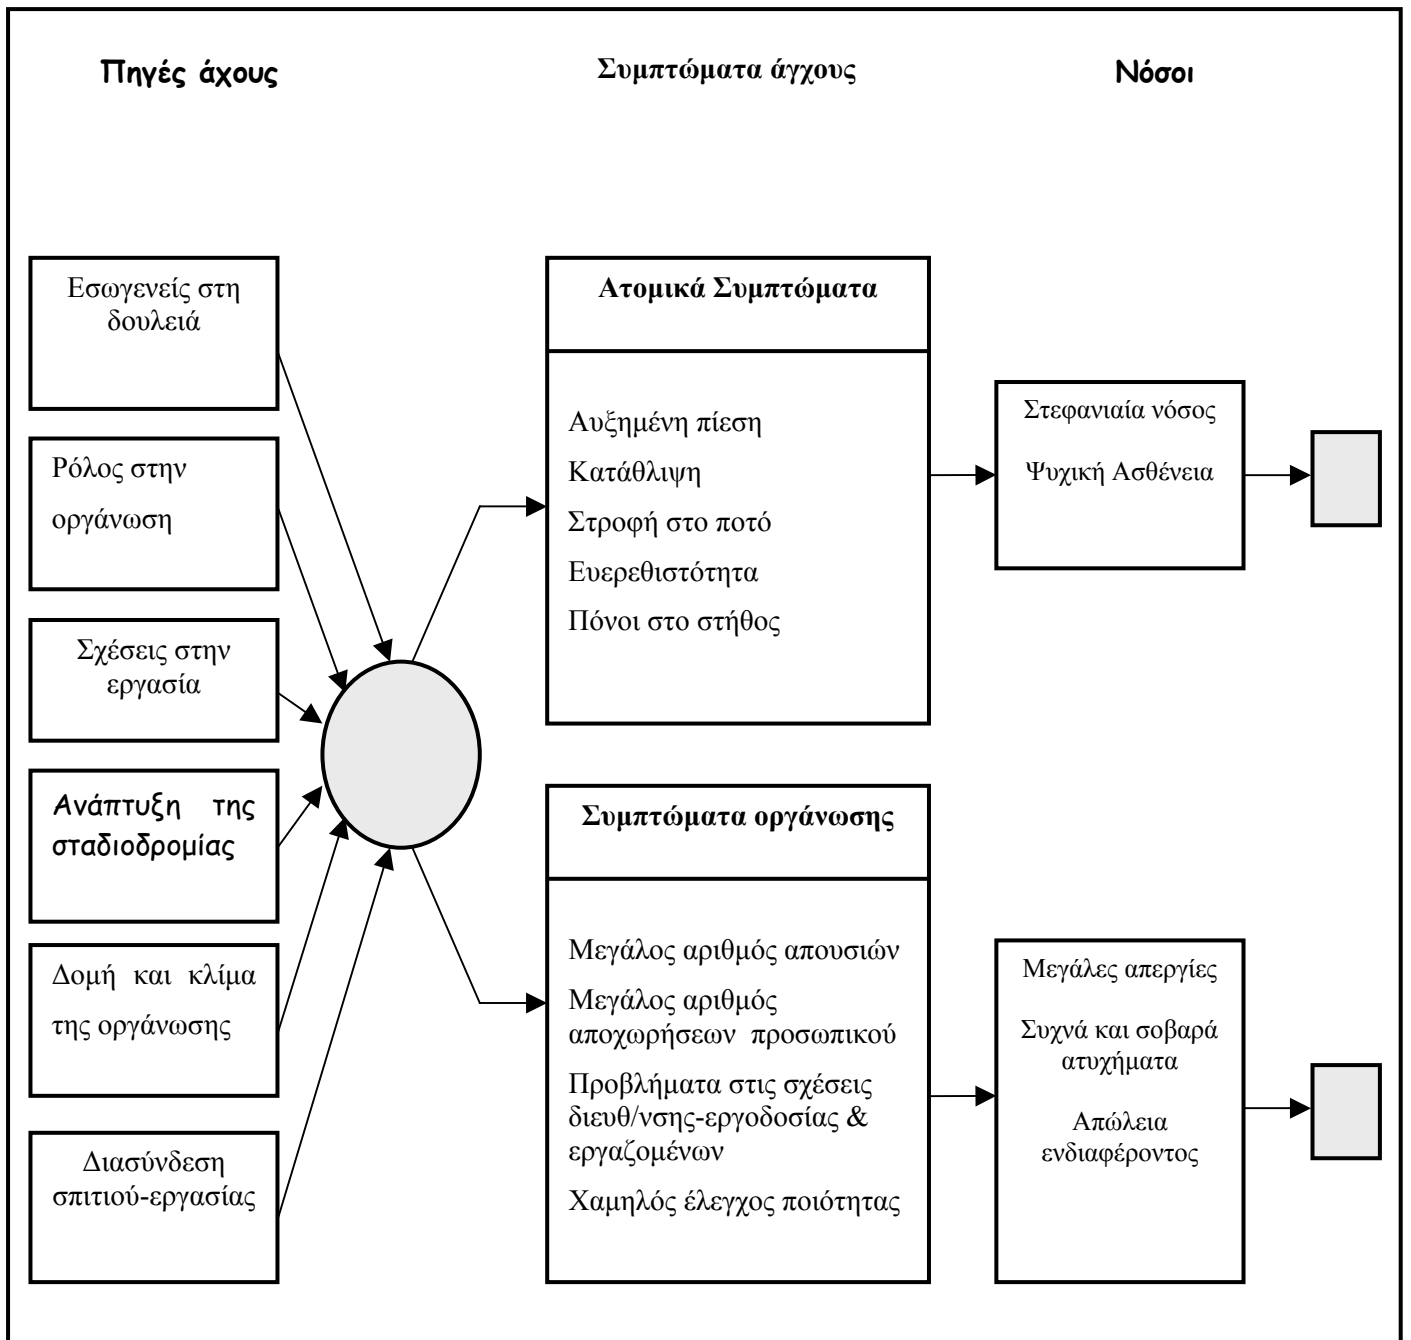 Πηγές άχους
Συμπτώματα άγχους
Νόσοι
Εσωγενείς στη
δουλειά
Ρόλος στην
οργάνωση
Σχέσεις στην
εργασία
Ανάπτυξη της
σταδιοδρομίας
Δομή και κλίμα
της οργάνωσης
Διασύνδεση
σπιτιού-εργασίας
Ατομικά Συμπτώματα
Αυξημένη πίεση
Κατάθλιψη
Στροφή στο ποτό
Ευερεθιστότητα
Πόνοι στο στήθος
Στεφανιαία νόσος
Ψυχική Ασθένεια
Συμπτώματα οργάνωσης
Μεγάλος αριθμός απουσιών
Μεγάλος αριθμός
αποχωρήσεων προσωπικού
Προβλήματα στις σχέσεις
διευθ/νσης-εργοδοσίας &
εργαζομένων
Χαμηλός έλεγχος ποιότητας
Μεγάλες απεργίες
Συχνά και σοβαρά
ατυχήματα
Απώλεια
ενδιαφέροντος